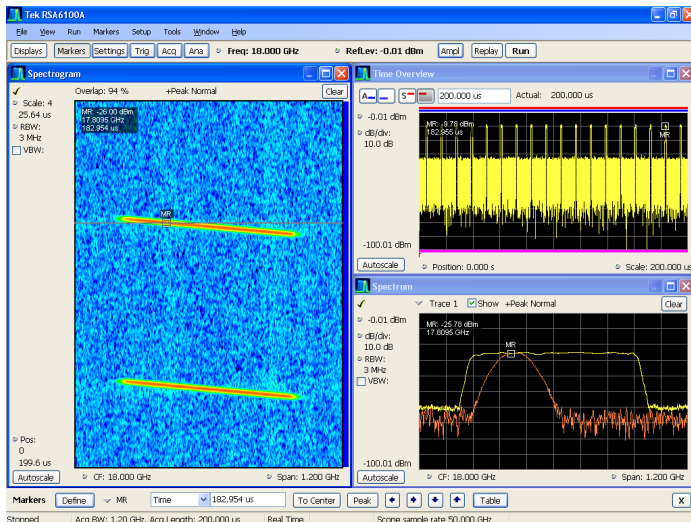 Tek RSA6100A
File View Run Markers Setup Tools Window Help
Displays Markers Settings Trig Acq Ana Freq: 18.000 GHz RefLev: -0.01 dBm Ampl Replay Run
Spectrogram
Overlap: 94 % +Peak Normal Clear
Scale: 4
25.64 us
RBW:
3 MHz
VBW:
MR: -26.00 dBm
17.8095 GHz
182.954 us
MR
Pos:
0
199.6 us
Autoscale CF: 18.000 GHz Span: 1.200 GHz
Time Overview
A S 200.000 us Actual: 200.000 us
-0.01 dBm
dB/div:
10.0 dB
MR: -9.78 dBm
182.955 us
MR
-100.01 dBm
Autoscale Position: 0.000 s Scale: 200.000 us
Spectrum
Trace 1 Show +Peak Normal Clear
-0.01 dBm
dB/div:
10.0 dB
RBW:
3 MHz
VBW:
MR: -25.78 dBm
17.8095 GHz
MR
-100.01 dBm
Autoscale CF: 18.000 GHz Span: 1.200 GHz
Markers Define MR Time 182.954 us To Center Peak Table X
Stopped Acq BW: 1.20 GHz, Acq Length: 200.000 us Real Time Scope sample rate 50.000 GHz